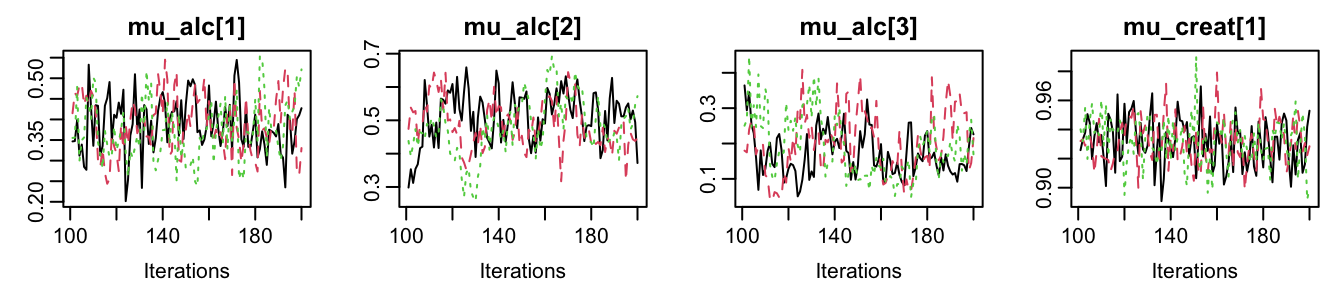 mu_alc[1]
0.50
0.35
0.20
100 140 180
Iterations
mu_alc[2]
0.7
0.5
0.3
100 140 180
Iterations
mu_alc[3]
0.3
0.1
100 140 180
Iterations
mu_creat[1]
0.96
0.90
100 140 180
Iterations